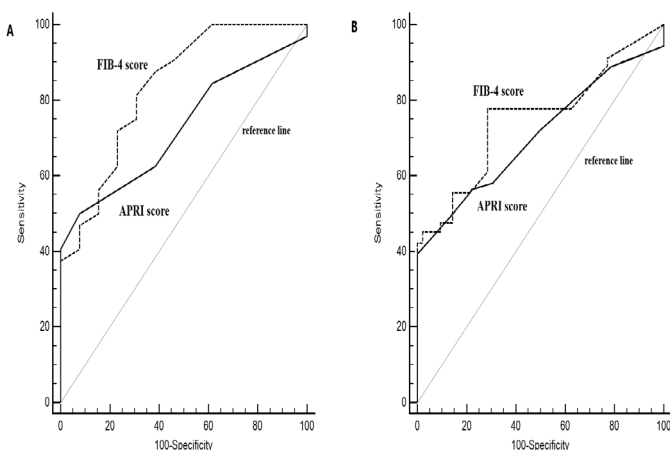 A
100
80
60
40
20
0
Sensitivity
FIB-4 score
reference line
APRI score
0 20 40 60 80 100
100-Specificity
B
100
80
60
40
20
0
Sensitivity
FIB-4 score
reference line
APRI score
0 20 40 60 80 100
100-Specificity